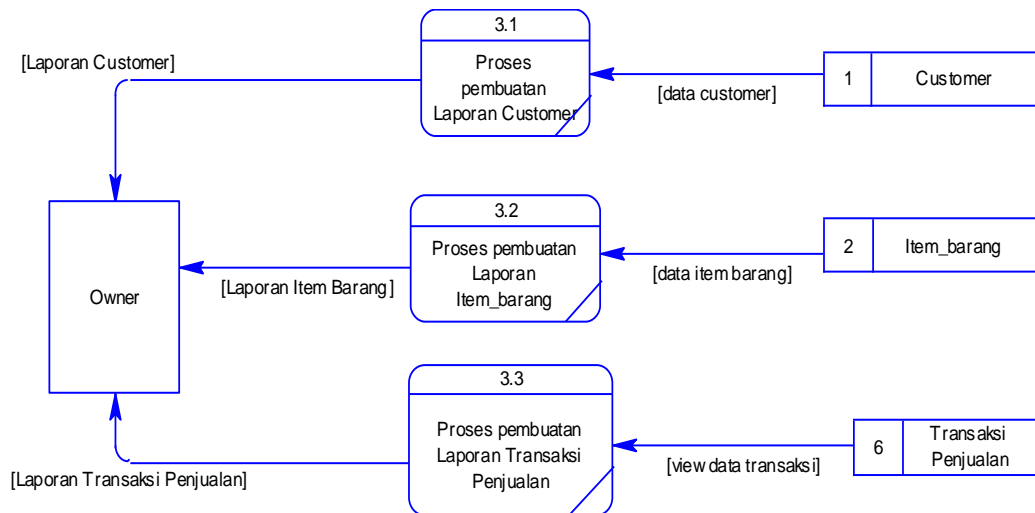 3.1
[Laporan Customer]
Proses
pembuatan
Laporan Customer
[data customer]
1
Customer
3.2
Proses pembuatan
Laporan
Item_barang
[Laporan Item Barang]
[data item barang]
2
Item_barang
Owner
3.3
Proses pembuatan
Laporan Transaksi
Penjualan
[Laporan Transaksi Penjualan]
[view data transaksi]
6
Transaksi
Penjualan